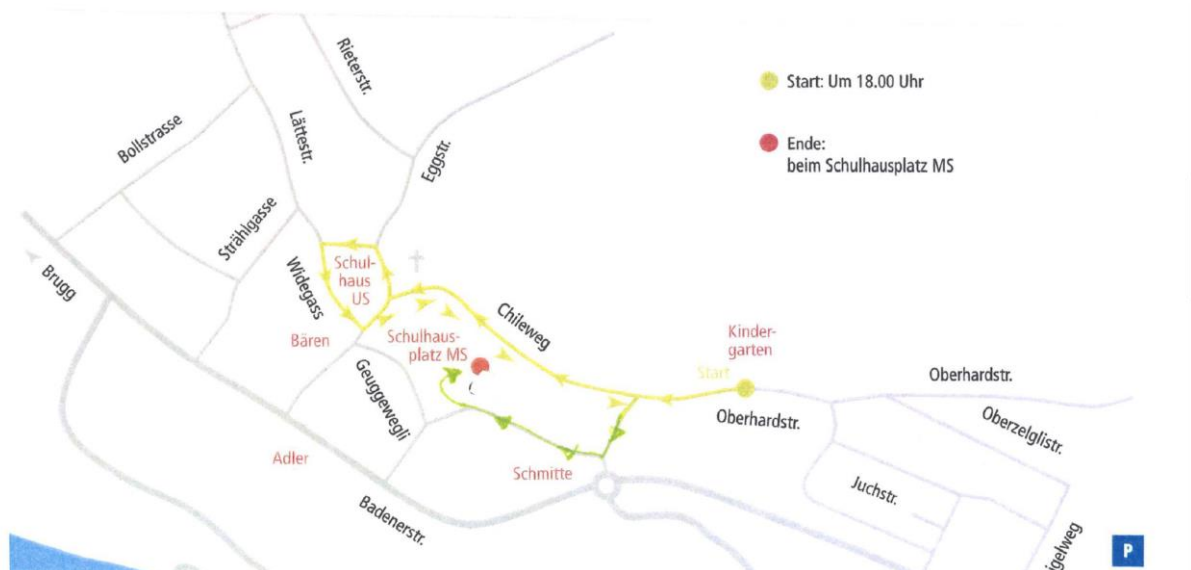 Rieterstr.
Start: Um 18.00 Uhr
Lättestr.
Bollstrasse
Ende:
beim Schulhausplatz MS
Eggstr.
Strählgasse
Brugg
Widegass
Schul-
haus
US
Chileweg
Bären
Schulhaus-
platz MS
Kinder-
garten
Start
Oberhardstr.
Geuggewegli
Oberhardstr.
Oberzelglistr.
Adler
Schmitte
Juchstr.
Badenerstr.
P